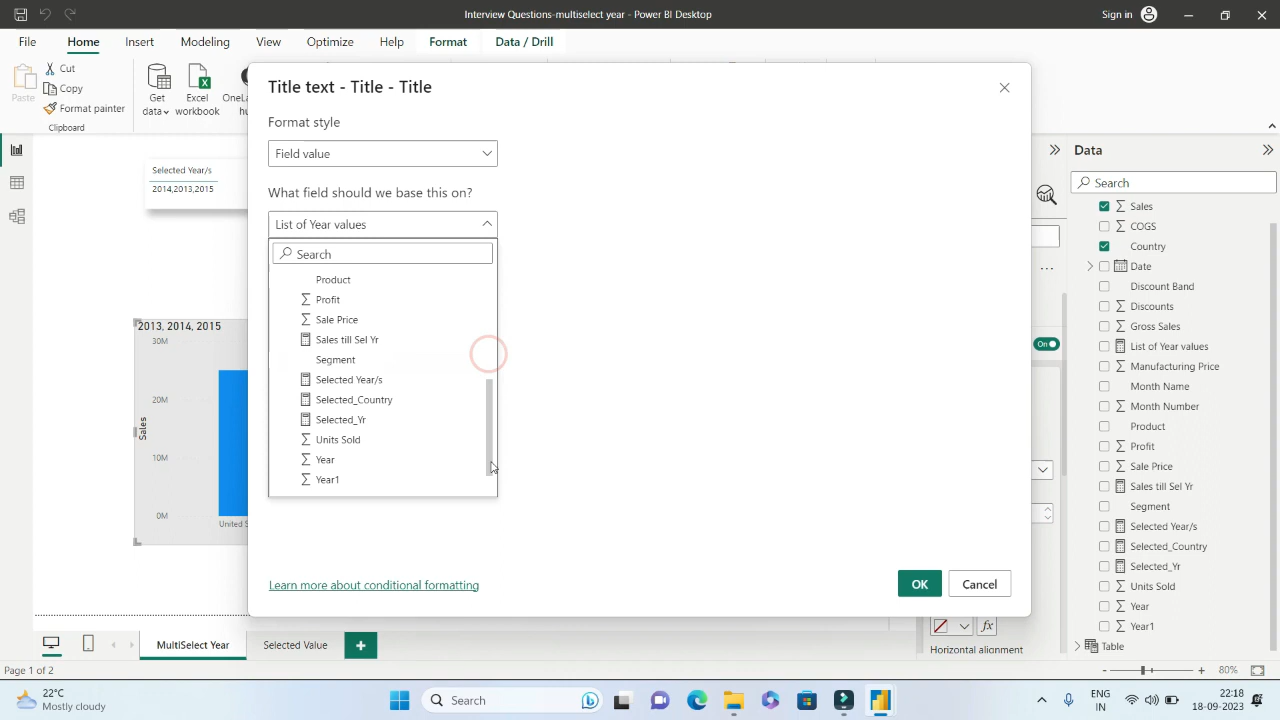 Interview Questions-multiselect year - Power BI Desktop
Sign in
File
Home
Insert
Modeling
View
Optimize
Help
Format
Data / Drill
Paste
Cut
Copy
Format painter
Clipboard
Get
data
Excel
workbook
OneLa
hu
Title text - Title - Title
Format style
Field value
What field should we base this on?
List of Year values
Search
Product
Profit
Sale Price
Sales till Sel Yr
Segment
Selected Year/s
Selected_Country
Selected_Yr
Units Sold
Year
Year1
Learn more about conditional formatting
OK
Cancel
Selected Year/s
2014,2013,2015
2013, 2014, 2015
30M
20M
10M
0M
Sales
United S
On
Horizontal alignment
Data
Search
Sales
COGS
Country
Date
Discount Band
Discounts
Gross Sales
List of Year values
Manufacturing Price
Month Name
Month Number
Product
Profit
Sale Price
Sales till Sel Yr
Segment
Selected Year/s
Selected_Country
Selected_Yr
Units Sold
Year
Year1
Table
MultiSelect Year
Selected Value
Page 1 of 2
80%
22°C
Mostly cloudy
Search
ENG
IN
22:18
18-09-2023